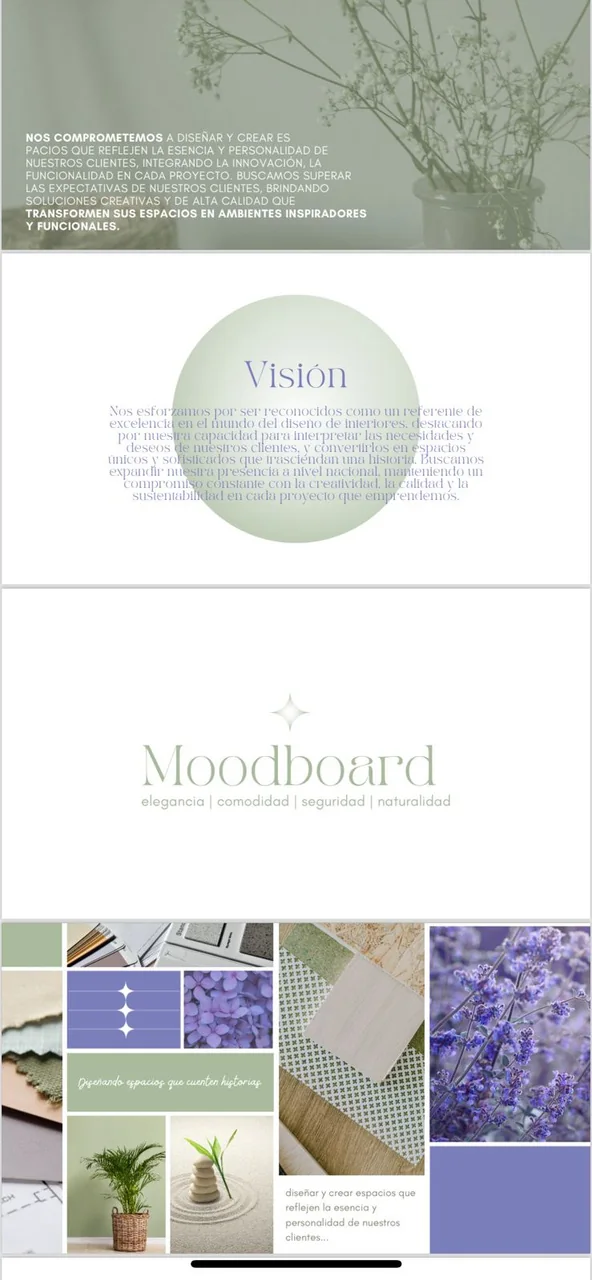 NOS COMPROMETEMOS A DISEÑAR Y CREAR ES
PACIOS QUE REFLEJEN LA ESENCIA Y PERSONALIDAD DE
NUESTROS CLIENTES, INTEGRANDO LA INNOVACIÓN, LA
FUNCIONALIDAD EN CADA PROYECTO. BUSCAMOS SUPERAR
LAS EXPECTATIVAS DE NUESTROS CLIENTES, BRINDANDO
SOLUCIONES CREATIVAS Y DE ALTA CALIDAD QUE
TRANSFORMEN SUS ESPACIOS EN AMBIENTES INSPIRADORES
Y FUNCIONALES.
Visión
Nos esforzamos por ser reconocidos como un referente de
excelencia en el mundo del diseño de interiores, destacando
por nuestra capacidad para interpretar las necesidades y
deseos de nuestros clientes, y convertirlos en espacios
únicos y sofisticados que trasciendan una historia. Buscamos
expandir nuestra presencia a nivel nacional, manteniendo un
compromiso constante con la creatividad, la calidad y la
sustentabilidad en cada proyecto que emprendemos.
Moodboard
elegancia | comodidad | seguridad | naturalidad
Diseñando espacios que cuenten historias.
diseñar y crear espacios que
reflejen la esencia y
personalidad de nuestros
clientes...